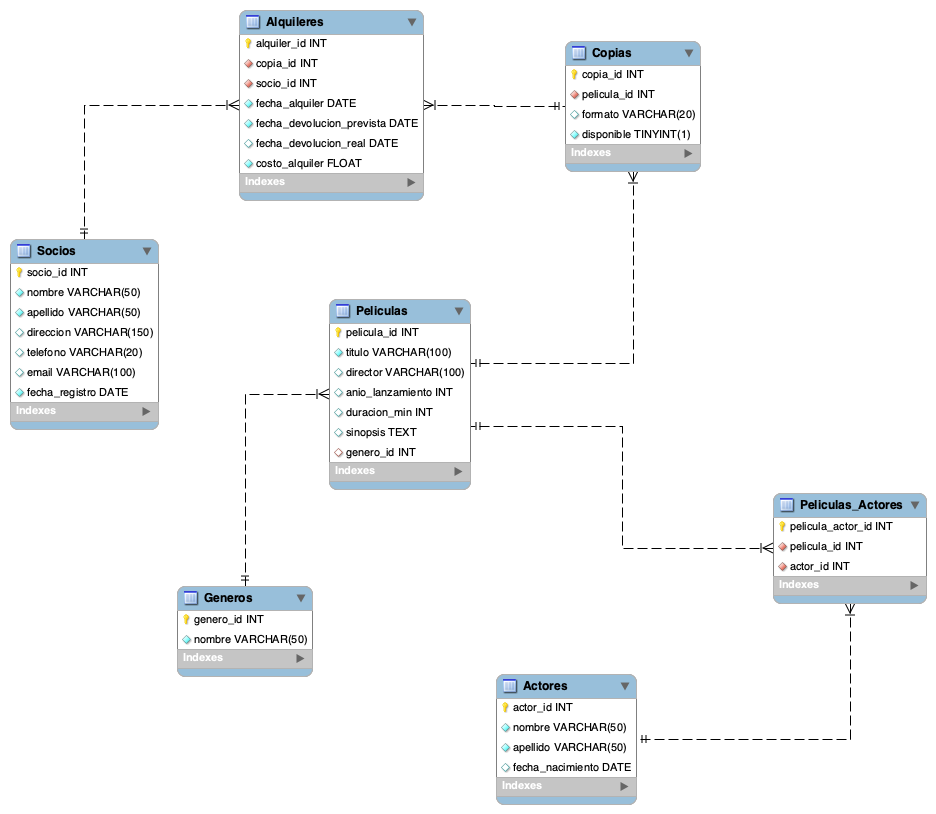 Alquileres
alquiler_id INT
copia_id INT
socio_id INT
fecha_alquiler DATE
fecha_devolucion_prevista DATE
fecha_devolucion_real DATE
costo_alquiler FLOAT
Indexes
Copias
copia_id INT
pelicula_id INT
formato VARCHAR(20)
disponible TINYINT(1)
Indexes
Socios
socio_id INT
nombre VARCHAR(50)
apellido VARCHAR(50)
direccion VARCHAR(150)
telefono VARCHAR(20)
email VARCHAR(100)
fecha_registro DATE
Indexes
Peliculas
pelicula_id INT
titulo VARCHAR(100)
director VARCHAR(100)
anio_lanzamiento INT
duracion_min INT
sinopsis TEXT
genero_id INT
Indexes
Peliculas_Actores
pelicula_actor_id INT
pelicula_id INT
actor_id INT
Indexes
Generos
genero_id INT
nombre VARCHAR(50)
Indexes
Actores
actor_id INT
nombre VARCHAR(50)
apellido VARCHAR(50)
fecha_nacimiento DATE
Indexes